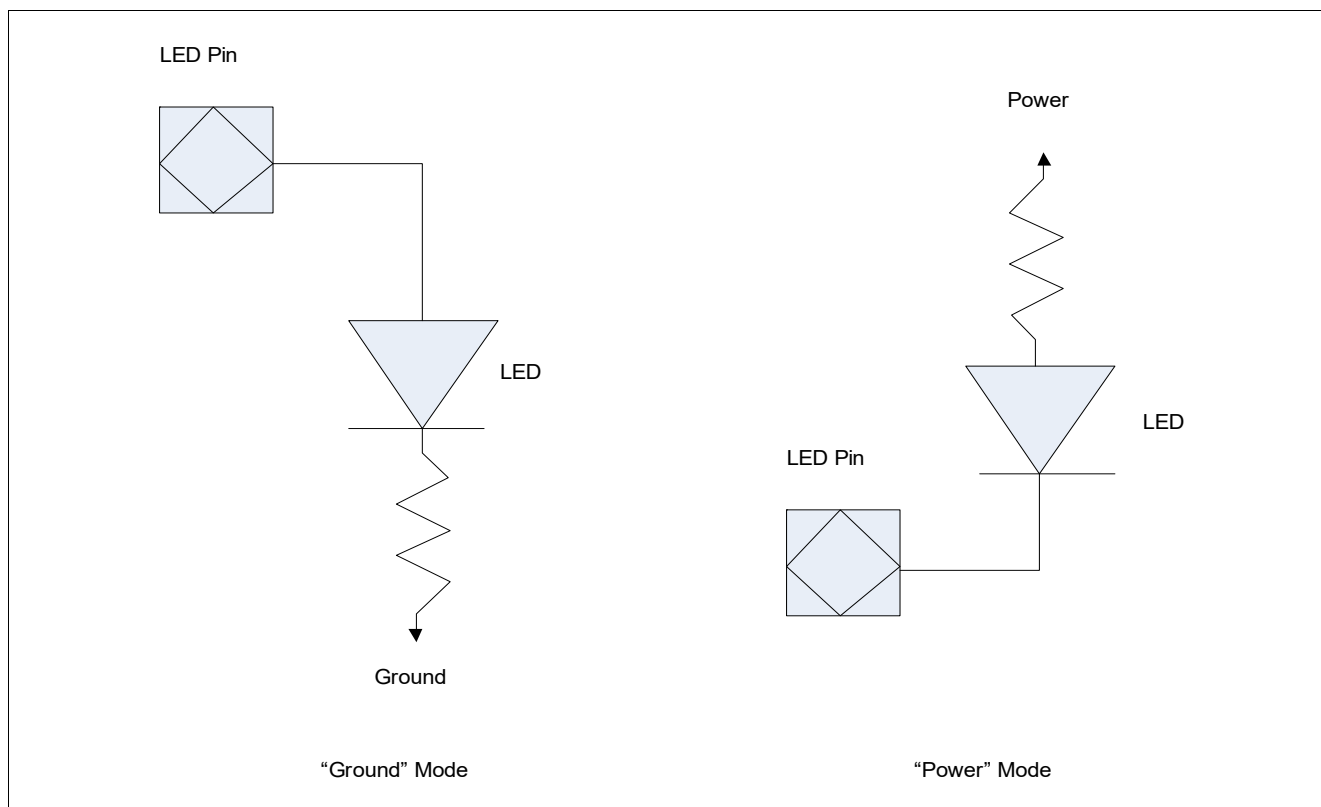 LED Pin
Power
LED
LED
LED Pin
Ground
“Ground” Mode
“Power” Mode